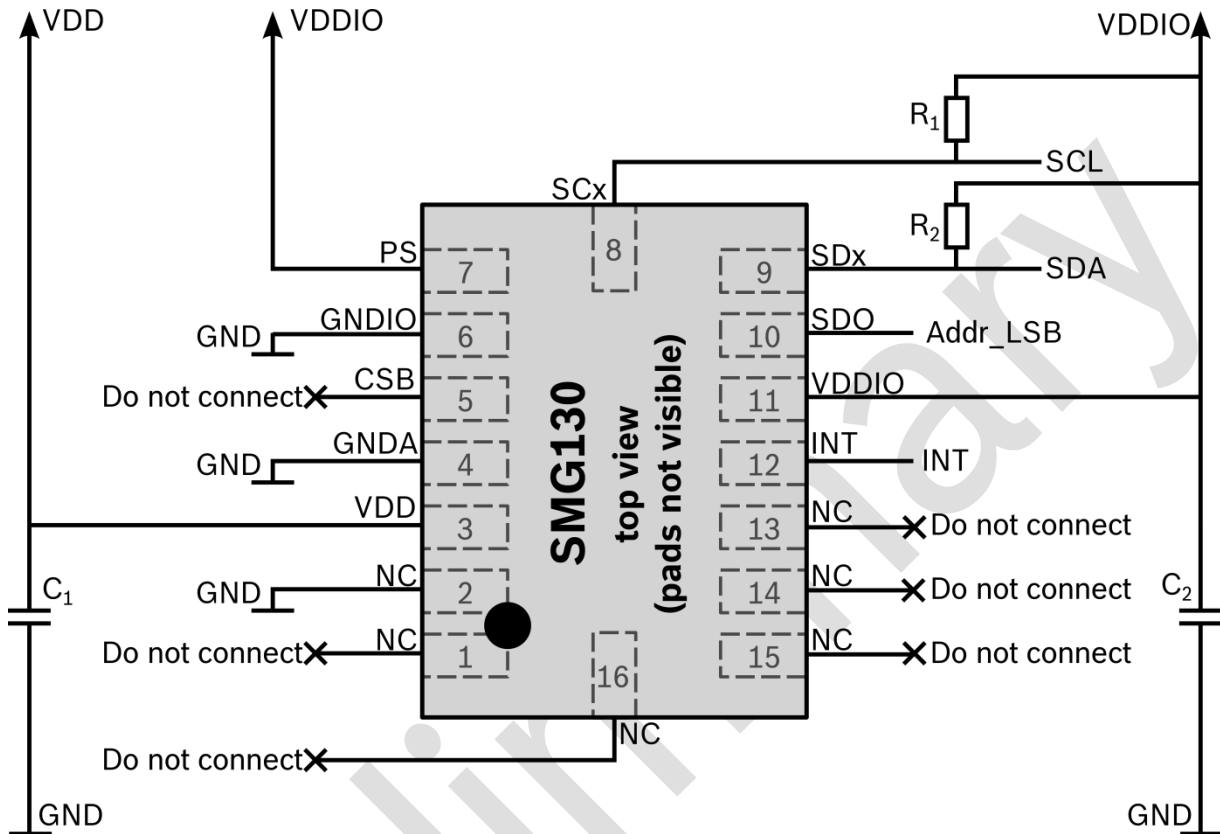 VDD
VDDIO
VDDIO
R₁
SCL
SCx
R₂
PS
7
8
9
SDx
SDA
GND
GNDIO
6
10
SDO
Addr_LSB
Do not connect
CSB
5
11
VDDIO
GND
GNDA
4
12
INT
INT
VDD
3
13
NC
Do not connect
SMG130
top view
(pads not visible)
C₁
GND
NC
2
14
NC
Do not connect
C₂
Do not connect
NC
1
16
15
NC
Do not connect
NC
Do not connect
GND
GND